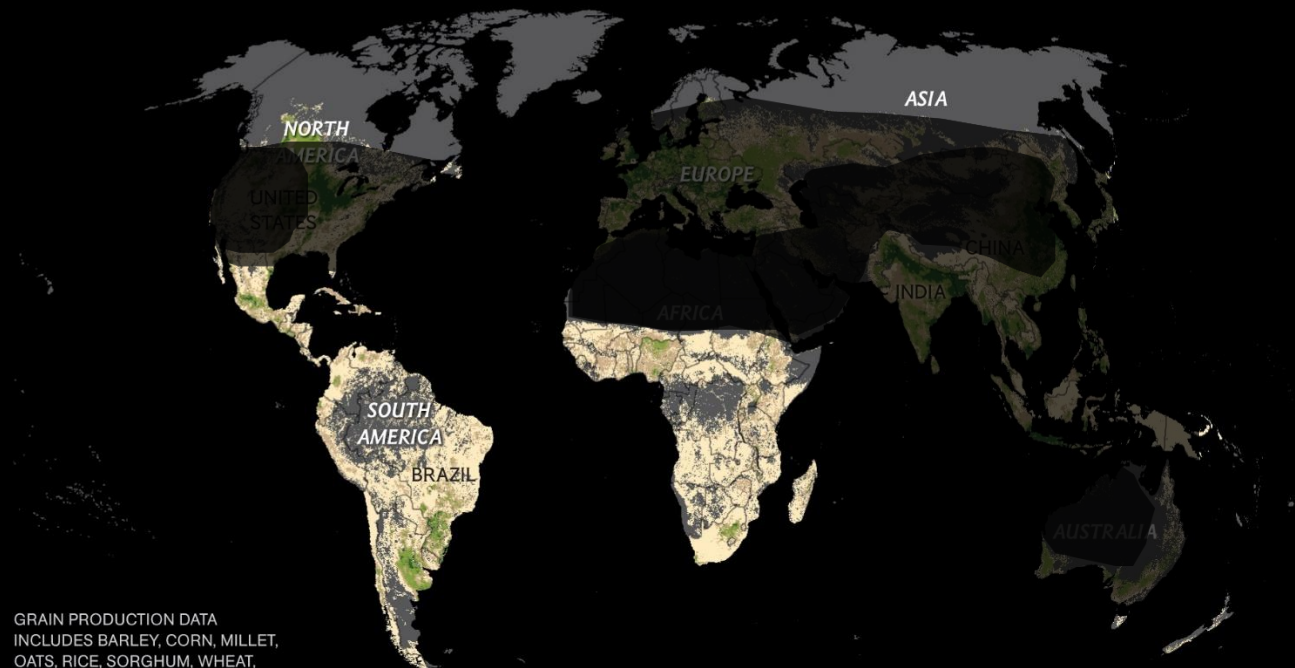 ASIA
NORTH
AMERICA
EUROPE
UNITED
STATES
CHINA
INDIA
AFRICA
SOUTH
AMERICA
BRAZIL
AUSTRALIA
GRAIN PRODUCTION DATA
INCLUDES BARLEY, CORN, MILLET,
OATS, RICE, SORGHUM, WHEAT,